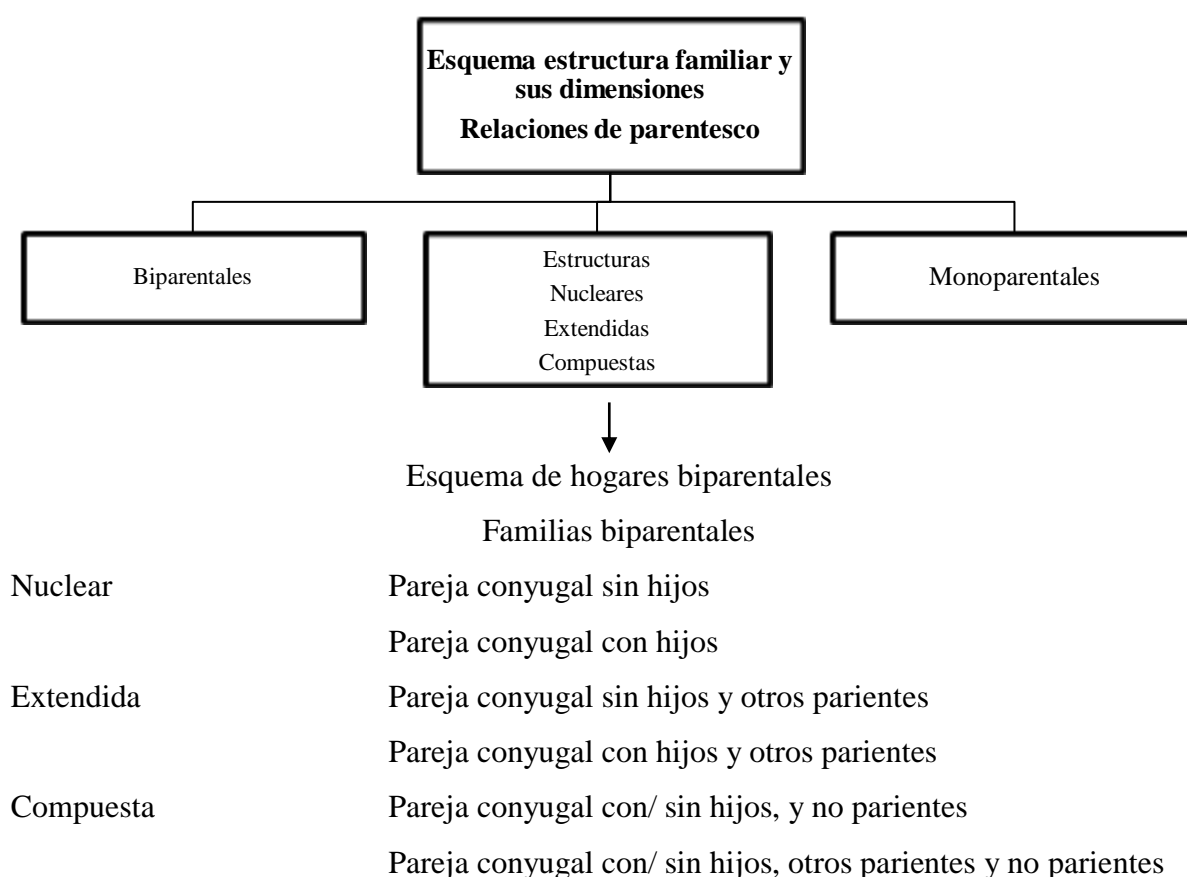 Esquema estructura familiar y
sus dimensiones
Relaciones de parentesco
Biparentales
Estructuras
Nucleares
Extendidas
Compuestas
Monoparentales
Esquema de hogares biparentales
Familias biparentales
Nuclear Pareja conyugal sin hijos
Pareja conyugal con hijos
Extendida Pareja conyugal sin hijos y otros parientes
Pareja conyugal con hijos y otros parientes
Compuesta Pareja conyugal con/ sin hijos, y no parientes
Pareja conyugal con/ sin hijos, otros parientes y no parientes